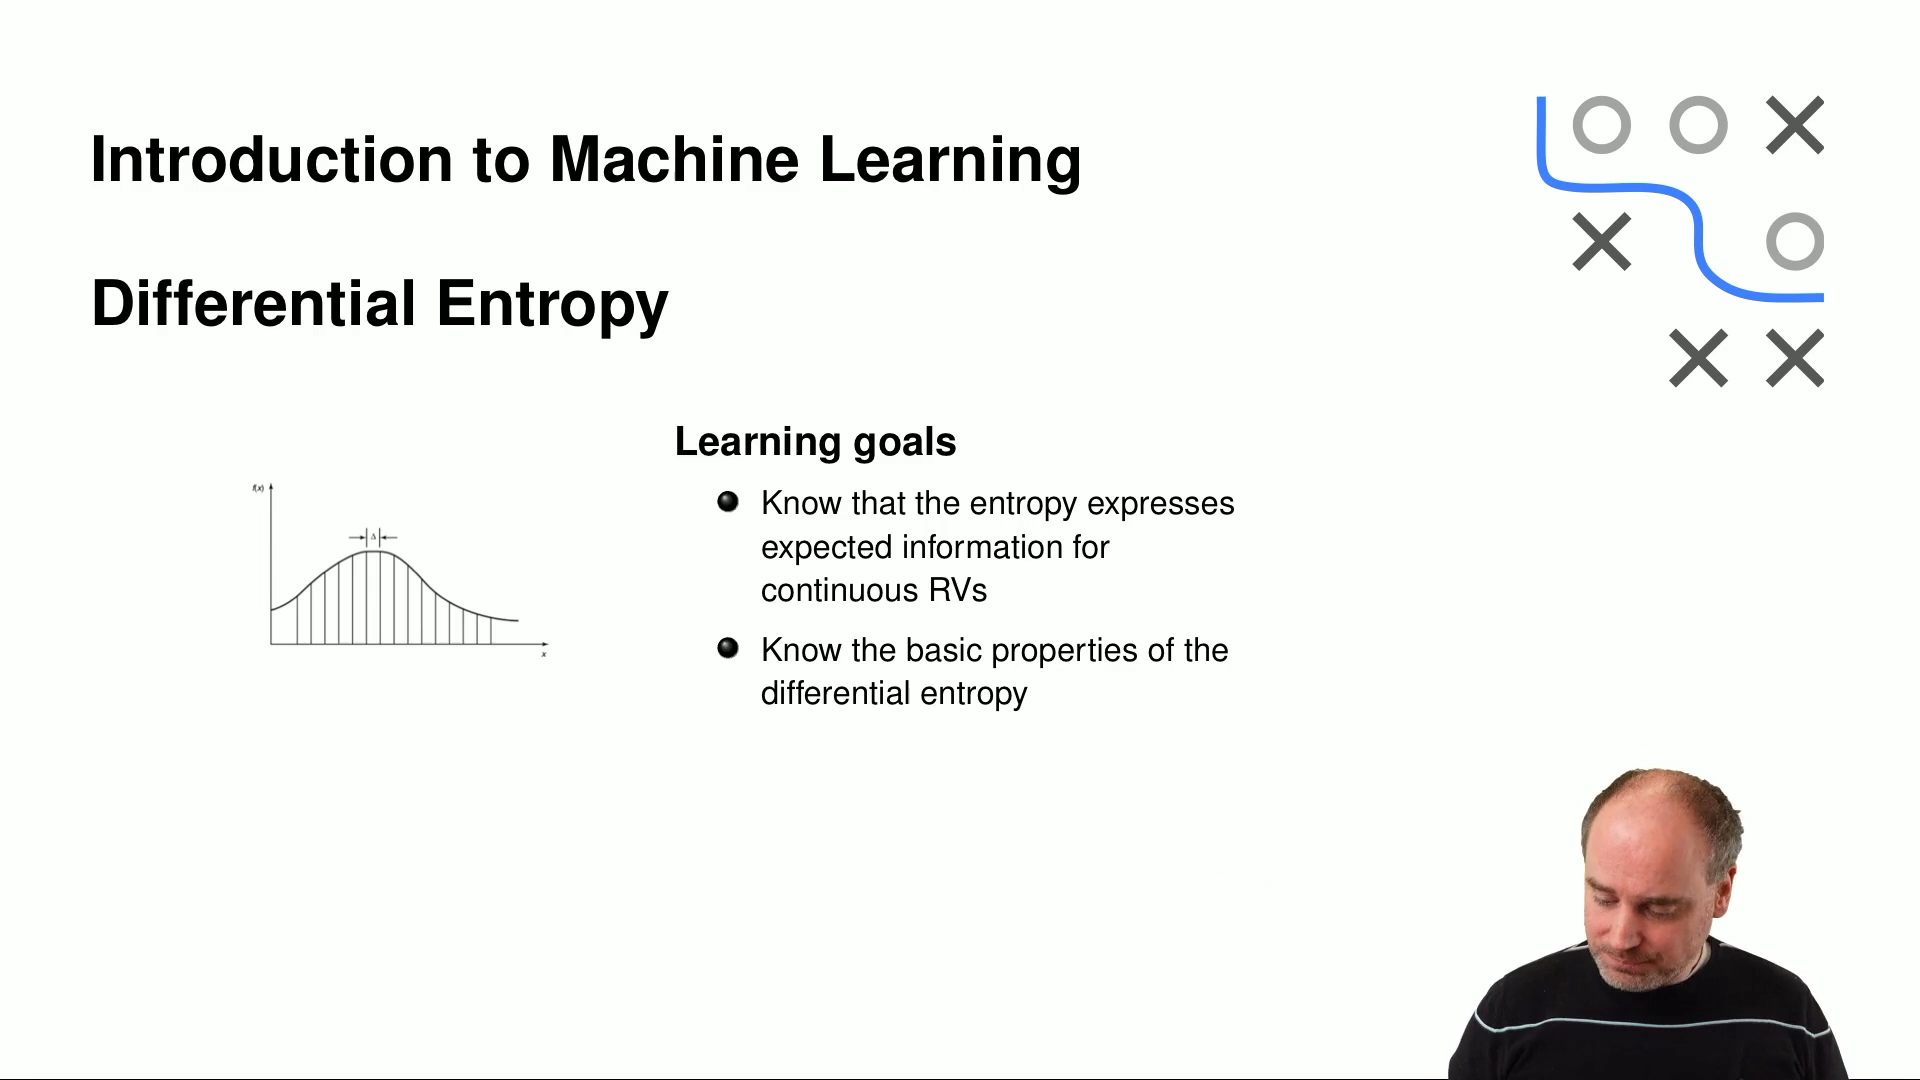 Introduction to Machine Learning
Differential Entropy
Learning goals
Know that the entropy expresses
expected information for
continuous RVs
Know the basic properties of the
differential entropy
f(x)
Δ
x